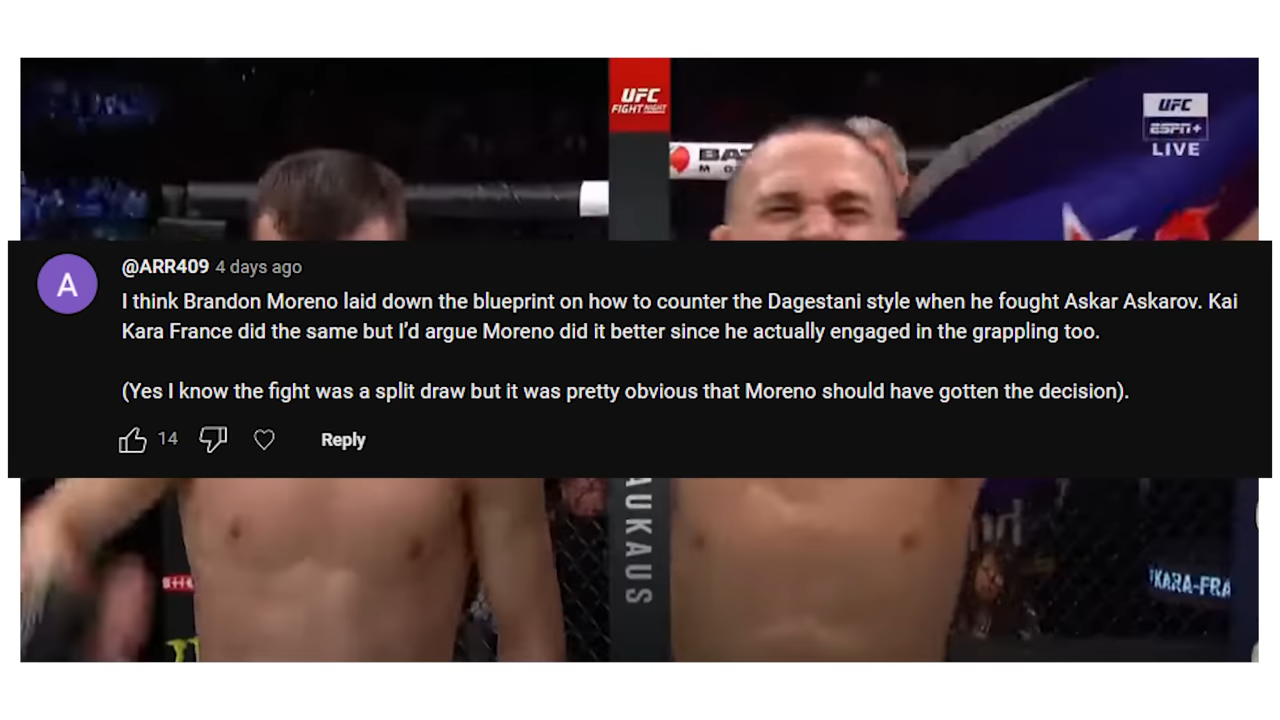 UFC
FIGHT NIGHT
UFC
ESPN+
LIVE
A
@ARR409 4 days ago
I think Brandon Moreno laid down the blueprint on how to counter the Dagestani style when he fought Askar Askarov. Kai
Kara France did the same but I'd argue Moreno did it better since he actually engaged in the grappling too.
(Yes I know the fight was a split draw but it was pretty obvious that Moreno should have gotten the decision).
14
Reply
AUKAUS
KARA-FRA